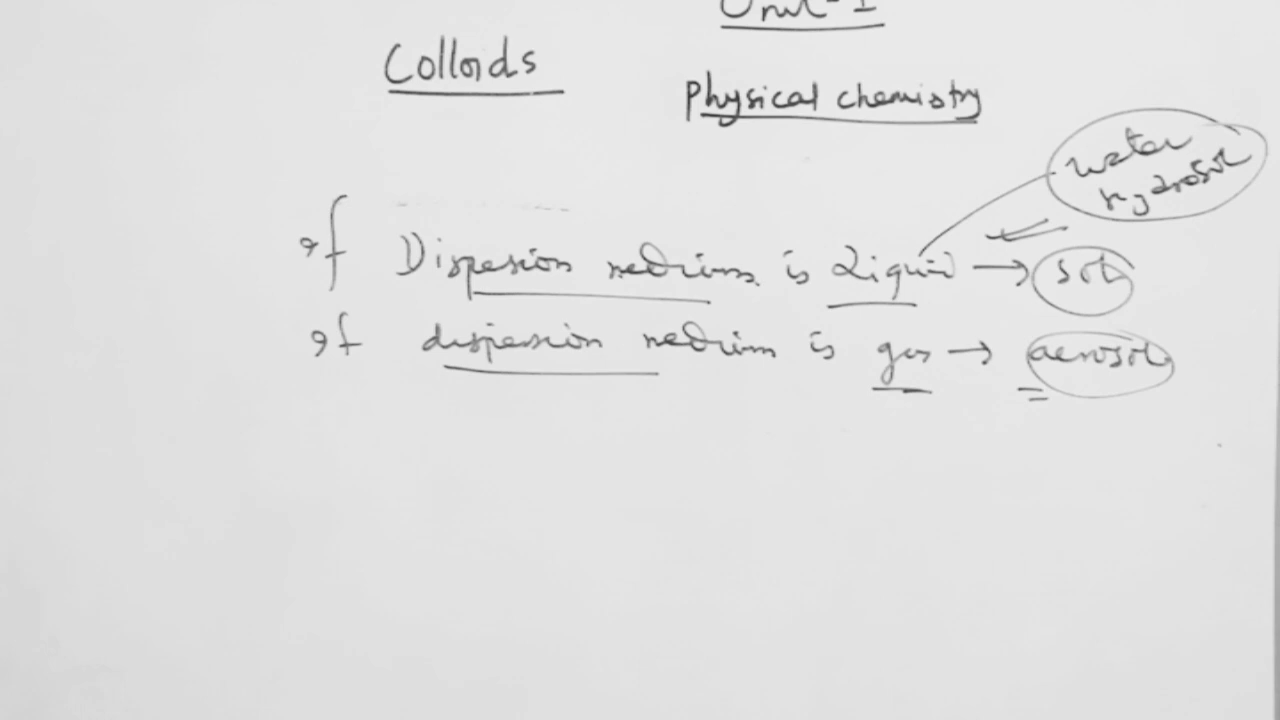 Unit-I
Colloids
Physical chemistry
water
hydrosol
If Dispersion medium is Liquid → sol
If dispersion medium is gas → aerosol